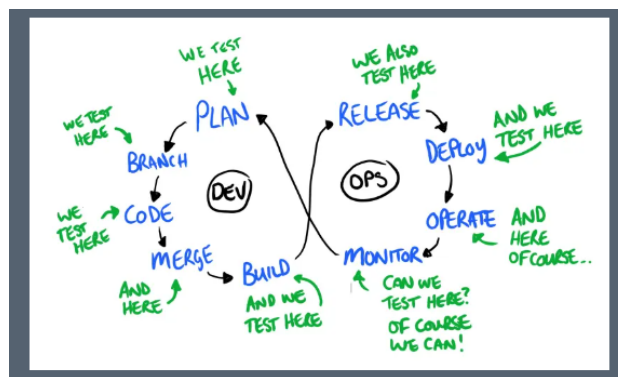 WE TEST
HERE
PLAN
WE TEST
HERE
BRANCH
WE
TEST
HERE
CODE
DEV
MERGE
AND
HERE
BUILD
AND WE
TEST HERE
WE ALSO
TEST HERE
RELEASE
AND WE
TEST HERE
DEPLOY
OPS
OPERATE
AND
HERE
OFCOURSE...
MONITOR
CAN WE
TEST HERE?
OF COURSE
WE CAN!